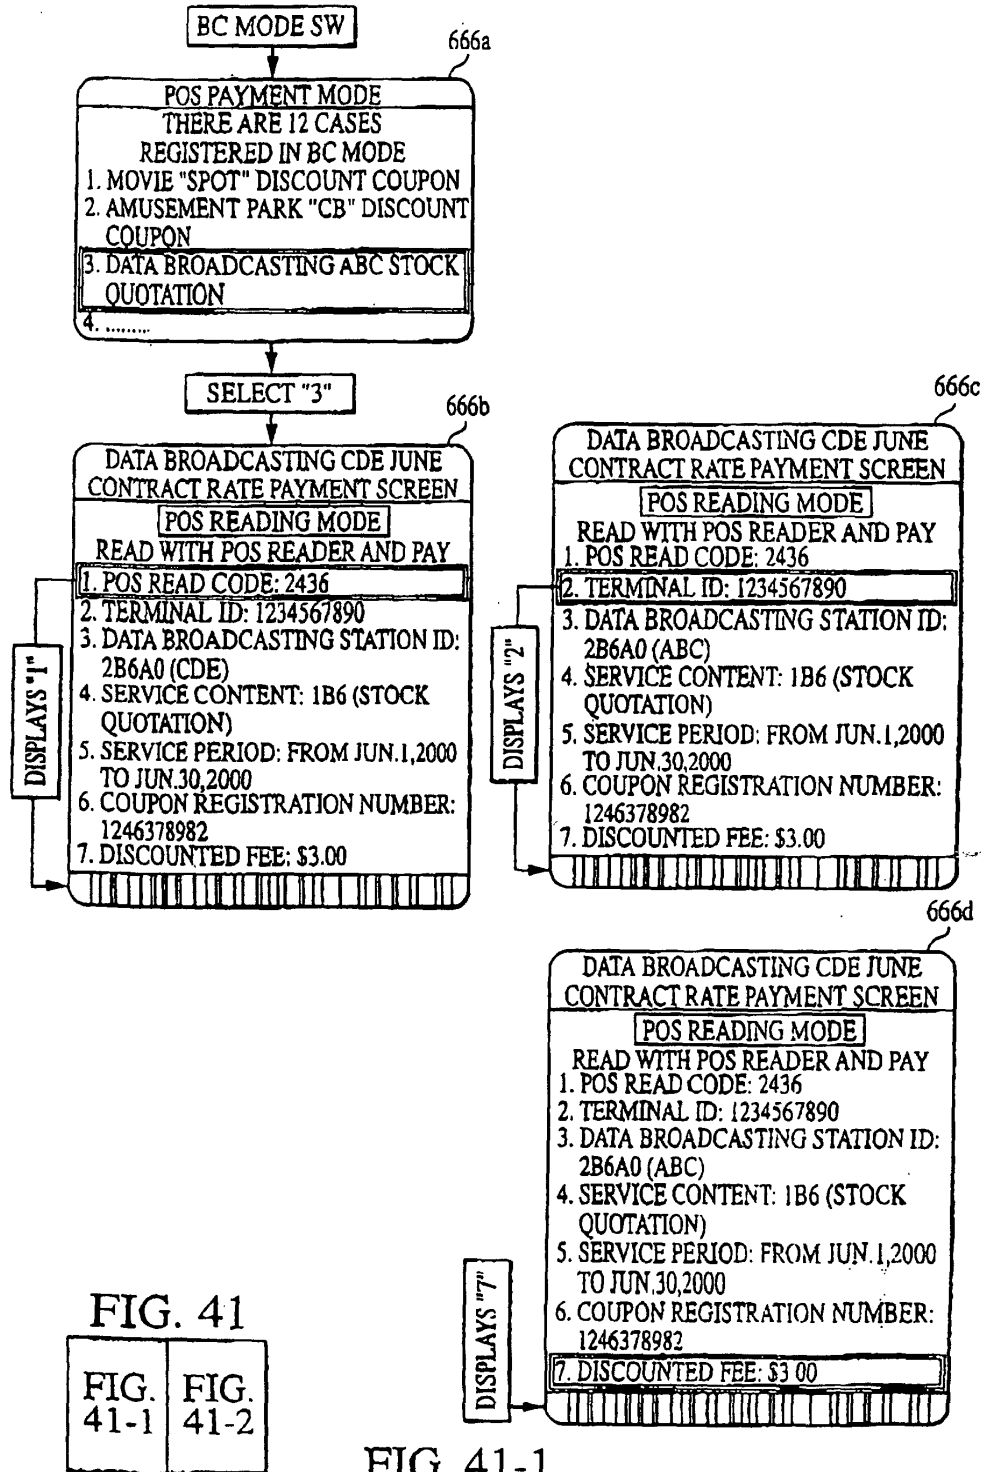 BC MODE SW
666a
POS PAYMENT MODE
THERE ARE 12 CASES
REGISTERED IN BC MODE
1. MOVIE "SPOT" DISCOUNT COUPON
2. AMUSEMENT PARK "CB" DISCOUNT
COUPON
3. DATA BROADCASTING ABC STOCK
QUOTATION
4. .........
SELECT "3"
666b
DATA BROADCASTING CDE JUNE
CONTRACT RATE PAYMENT SCREEN
POS READING MODE
READ WITH POS READER AND PAY
1. POS READ CODE: 2436
2. TERMINAL ID: 1234567890
3. DATA BROADCASTING STATION ID:
2B6A0 (CDE)
4. SERVICE CONTENT: 1B6 (STOCK
QUOTATION)
5. SERVICE PERIOD: FROM JUN.1,2000
TO JUN.30,2000
6. COUPON REGISTRATION NUMBER:
1246378982
7. DISCOUNTED FEE: $3.00
DISPLAYS "1"
666c
DATA BROADCASTING CDE JUNE
CONTRACT RATE PAYMENT SCREEN
POS READING MODE
READ WITH POS READER AND PAY
1. POS READ CODE: 2436
2. TERMINAL ID: 1234567890
3. DATA BROADCASTING STATION ID:
2B6A0 (ABC)
4. SERVICE CONTENT: 1B6 (STOCK
QUOTATION)
5. SERVICE PERIOD: FROM JUN.1,2000
TO JUN.30,2000
6. COUPON REGISTRATION NUMBER:
1246378982
7. DISCOUNTED FEE: $3.00
DISPLAYS "2"
666d
DATA BROADCASTING CDE JUNE
CONTRACT RATE PAYMENT SCREEN
POS READING MODE
READ WITH POS READER AND PAY
1. POS READ CODE: 2436
2. TERMINAL ID: 1234567890
3. DATA BROADCASTING STATION ID:
2B6A0 (ABC)
4. SERVICE CONTENT: 1B6 (STOCK
QUOTATION)
5. SERVICE PERIOD: FROM JUN.1,2000
TO JUN.30,2000
6. COUPON REGISTRATION NUMBER:
1246378982
7. DISCOUNTED FEE: $3 00
DISPLAYS "7"
FIG. 41
FIG.
41-1
FIG.
41-2
FIG. 41-1